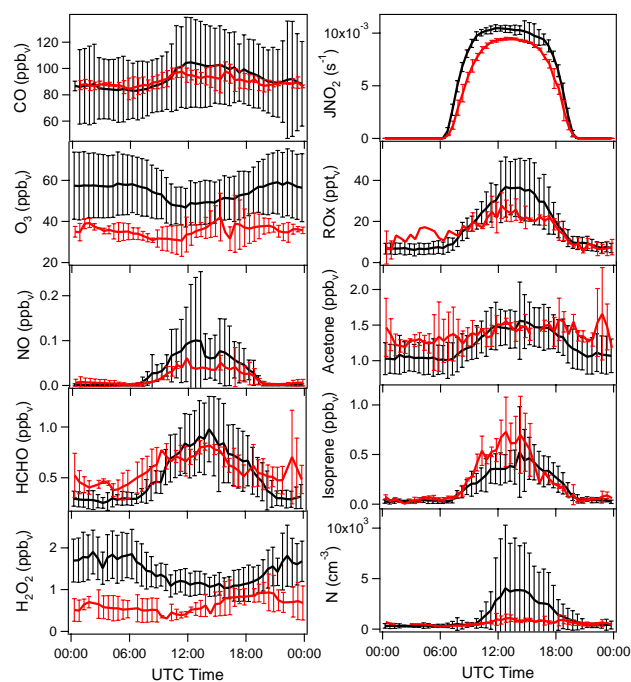 CO (ppbv)
120
100
80
60
O3 (ppbv)
60
40
20
NO (ppbv)
0.2
0.1
0.0
HCHO (ppbv)
1.0
0.5
H2O2 (ppbv)
2
1
0
00:00 06:00 12:00 18:00 00:00
UTC Time
JNO2 (s-1)
10x10-3
5
0
ROx (pptv)
60
40
20
0
Acetone (ppbv)
2.0
1.5
1.0
Isoprene (ppbv)
1.0
0.5
0.0
N (cm-3)
10x103
5
0
00:00 06:00 12:00 18:00 00:00
UTC Time